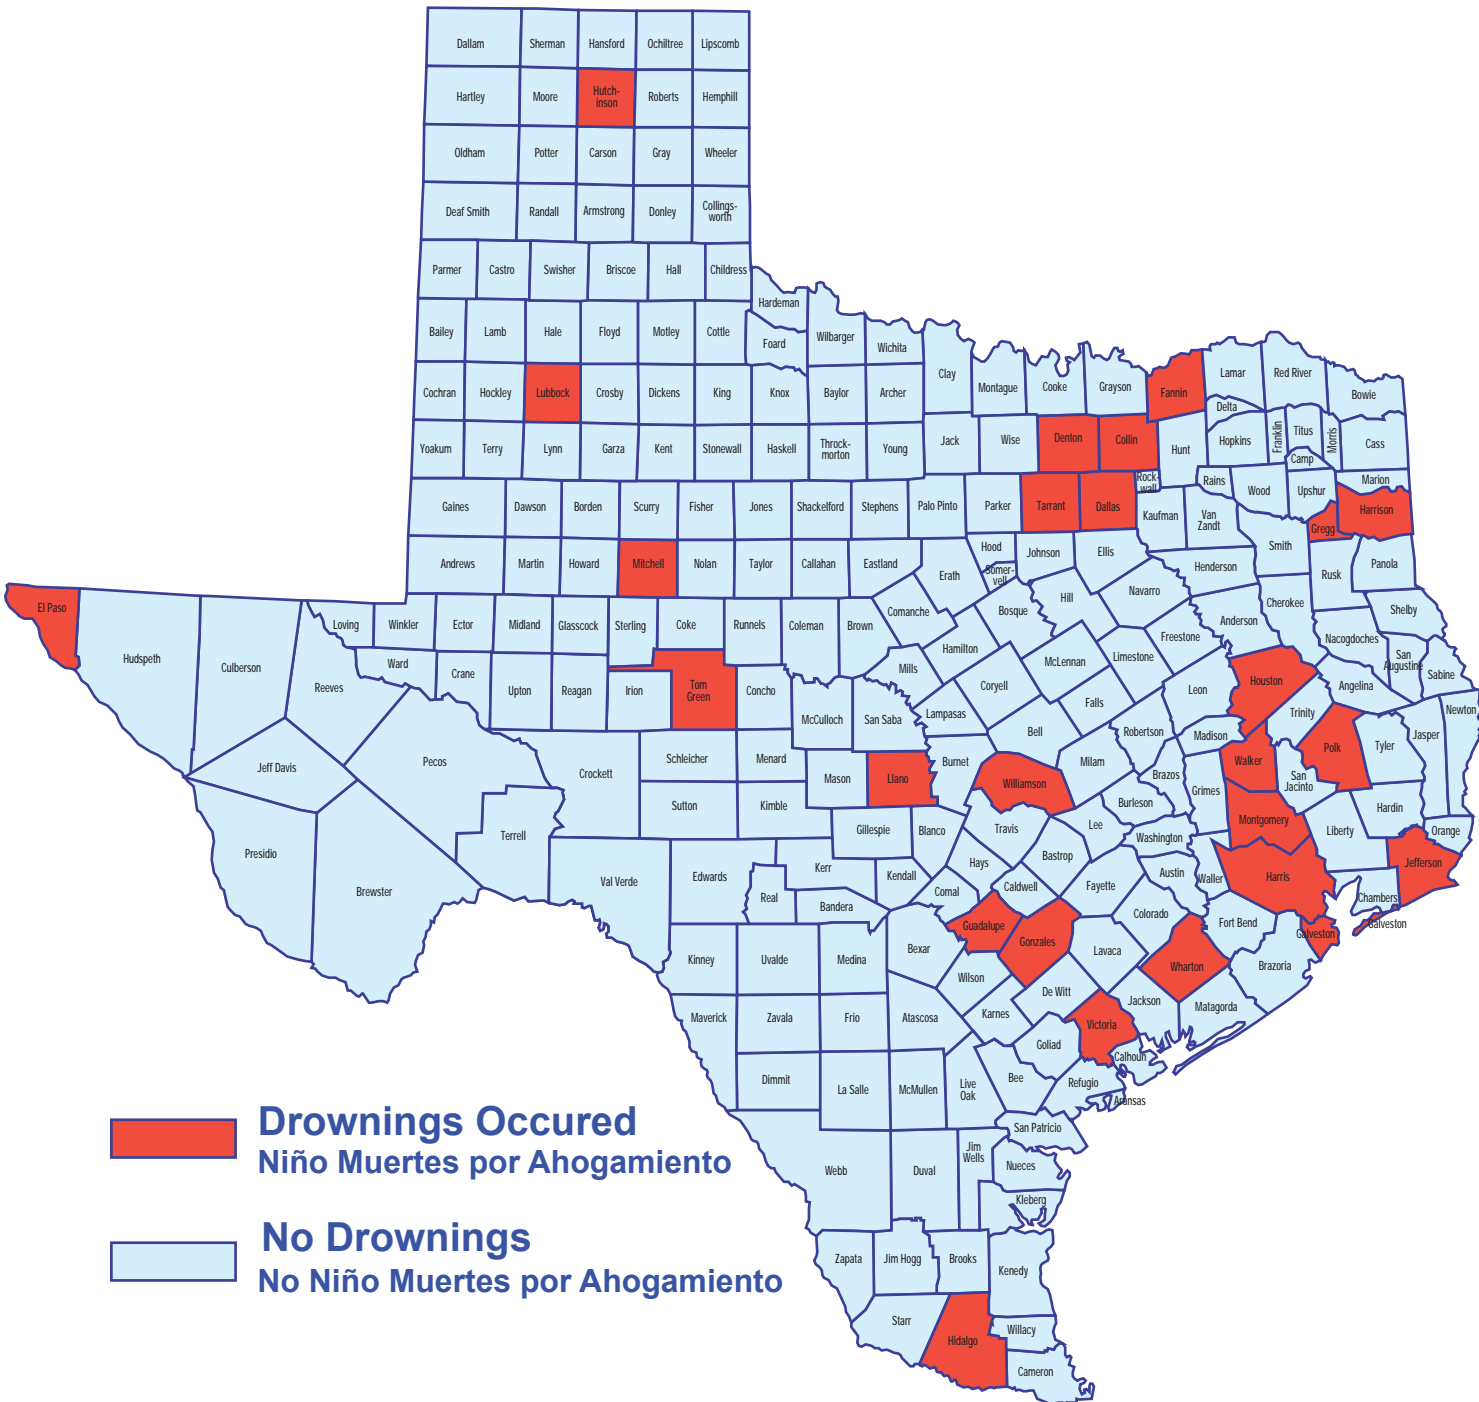 Dallam Sherman Hansford Ochiltree Lipscomb
Hartley Moore Hutch-
inson Roberts Hemphill
Oldham Potter Carson Gray Wheeler
Deaf Smith Randall Armstrong Donley Collings-
worth
Parmer Castro Swisher Briscoe Hall Childress
Hardeman
Bailey Lamb Hale Floyd Motley Cottle Foard Wilbarger Wichita
Clay Montague Cooke Grayson Fannin Lamar Red River Bowie
Cochran Hockley Lubbock Crosby Dickens King Knox Baylor Archer
Delta
Yoakum Terry Lynn Garza Kent Stonewall Haskell Throck-
morton Young Jack Wise Denton Collin Hunt Hopkins Franklin Titus Morris Cass
Camp
Rock-
wall Rains Wood Upshur Marion
Gaines Dawson Borden Scurry Fisher Jones Shackelford Stephens Palo Pinto Parker Tarrant Dallas Kaufman Van
Zandt Gregg Harrison
Smith
Andrews Martin Howard Mitchell Nolan Taylor Callahan Eastland Erath Hood Johnson Ellis Henderson Rusk Panola
Somer-
vell
El Paso Loving Winkler Ector Midland Glasscock Sterling Coke Runnels Coleman Brown Comanche Bosque Hill Navarro Anderson Cherokee Nacogdoches Shelby
Hudspeth Culberson Reeves Ward Crane Upton Reagan Irion Tom
Green Concho McCulloch San Saba Mills Hamilton Coryell McLennan Limestone Freestone Leon Houston Angelina San
Augustine Sabine
Lampasas Bell Falls Robertson Madison Trinity Polk Tyler Jasper Newton
Jeff Davis Pecos Crockett Schleicher Menard Mason Llano Burnet Williamson Milam Brazos Grimes Walker San
Jacinto
Sutton Kimble Burleson Hardin
Presidio Brewster Terrell Gillespie Blanco Travis Lee Washington Montgomery Liberty Orange
Val Verde Edwards Real Kerr Kendall Hays Bastrop Austin Waller Harris Jefferson
Bandera Comal Caldwell Fayette Colorado Fort Bend Chambers
Galveston Galveston
Kinney Uvalde Medina Bexar Guadalupe Gonzales Lavaca Wharton Brazoria
Wilson
Maverick Zavala Frio Atascosa Karnes De Witt Victoria Jackson Matagorda
Goliad Calhoun
Dimmit La Salle McMullen Live
Oak Bee Refugio
Aransas
San Patricio
Webb Duval Jim
Wells Nueces
Kleberg
Zapata Jim Hogg Brooks Kenedy
Starr Hidalgo Willacy
Cameron
Drownings Occured
Niño Muertes por Ahogamiento
No Drownings
No Niño Muertes por Ahogamiento